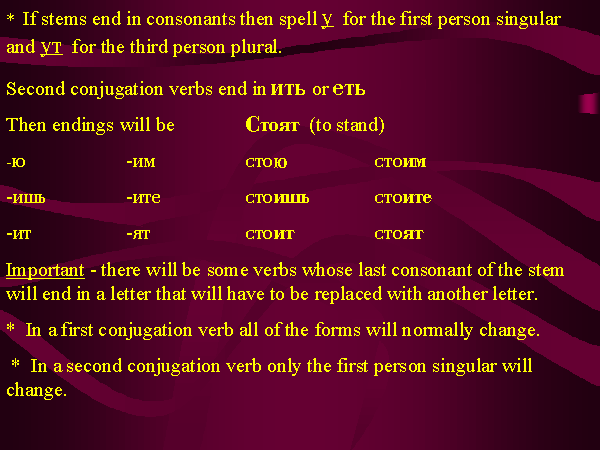 * If stems end in consonants then spell у for the first person singular
and ут for the third person plural.
Second conjugation verbs end in ить or еть
Then endings will be Стоят (to stand)
-ю -им стою стоим
-ишь -ите стоишь стоите
-ит -ят стоит стоят
Important - there will be some verbs whose last consonant of the stem
will end in a letter that will have to be replaced with another letter.
* In a first conjugation verb all of the forms will normally change.
* In a second conjugation verb only the first person singular will
change.